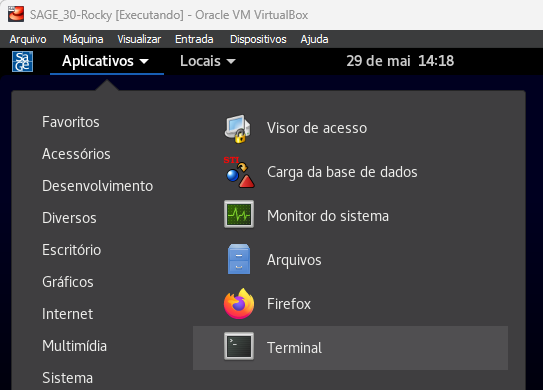 SAGE_30-Rocky [Executando] - Oracle VM VirtualBox
Arquivo Máquina Visualizar Entrada Dispositivos Ajuda
SAGE Aplicativos Locais 29 de mai 14:18
Favoritos
Acessórios
Desenvolvimento
Diversos
Escritório
Gráficos
Internet
Multimídia
Sistema
Visor de acesso
Carga da base de dados
Monitor do sistema
Arquivos
Firefox
Terminal